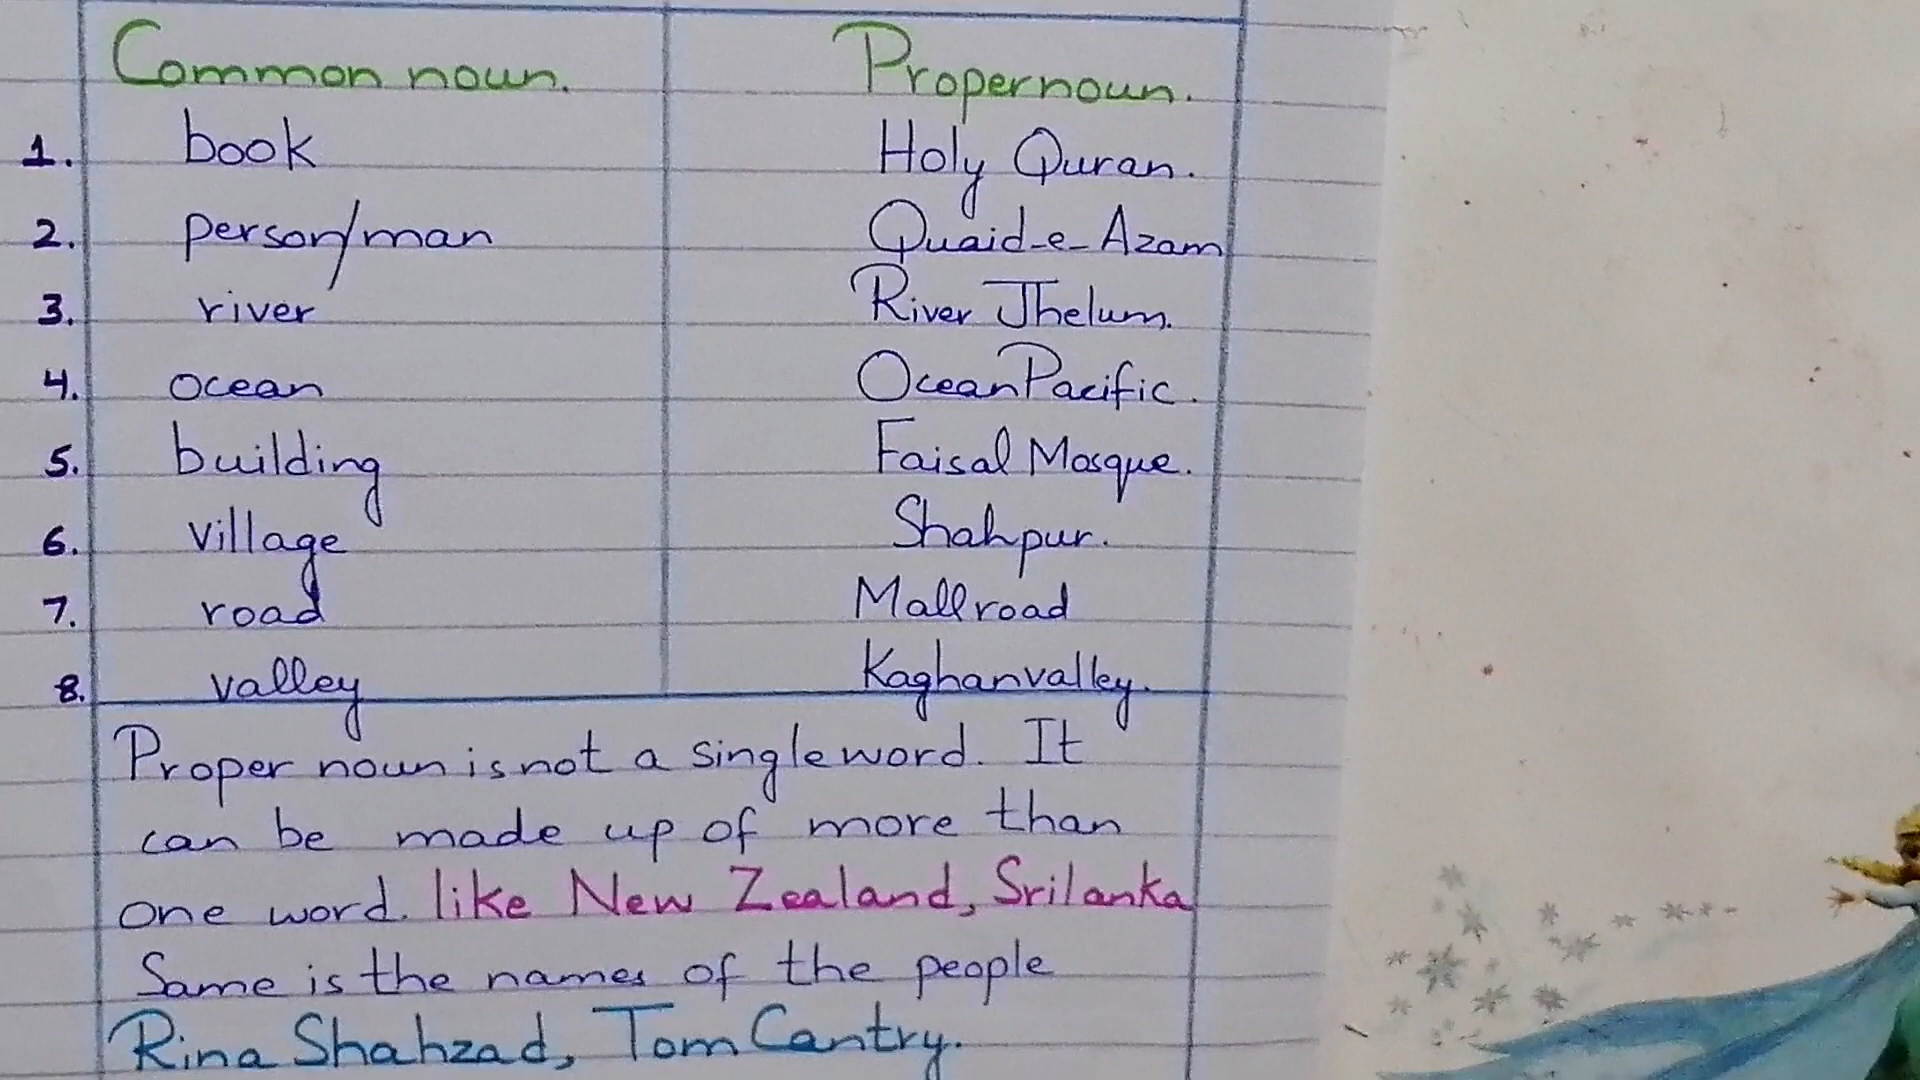 Common noun. Proper noun.
1. book Holy Quran.
2. person/man Quaid-e-Azam
3. river River Jhelum.
4. ocean Ocean Pacific.
5. building Faisal Mosque.
6. village Shahpur.
7. road Mall road
8. valley Kaghan valley.
Proper noun is not a single word. It
can be made up of more than
one word. like New Zealand, Srilanka
Same is the names of the people
Rina Shahzad, Tom Cantry.